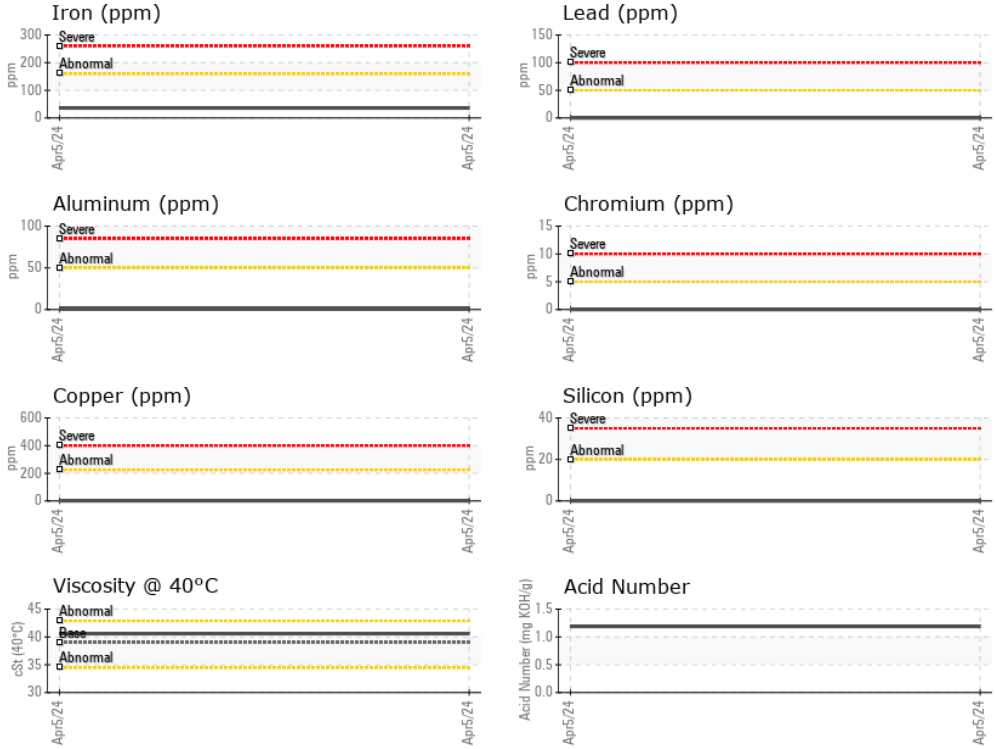 Iron (ppm)
300
200
100
0
ppm
Severe
Abnormal
Apr5/24
Apr5/24
Lead (ppm)
150
100
50
0
ppm
Severe
Abnormal
Apr5/24
Apr5/24
Aluminum (ppm)
100
50
0
ppm
Severe
Abnormal
Apr5/24
Apr5/24
Chromium (ppm)
15
10
5
0
ppm
Severe
Abnormal
Apr5/24
Apr5/24
Copper (ppm)
600
400
200
0
ppm
Severe
Abnormal
Apr5/24
Apr5/24
Silicon (ppm)
40
20
0
ppm
Severe
Abnormal
Apr5/24
Apr5/24
Viscosity @ 40°C
45
40
35
30
cSt (40°C)
Abnormal
Base
Abnormal
Apr5/24
Apr5/24
Acid Number
1.5
1.0
0.5
0.0
Acid Number (mg KOH/g)
Apr5/24
Apr5/24